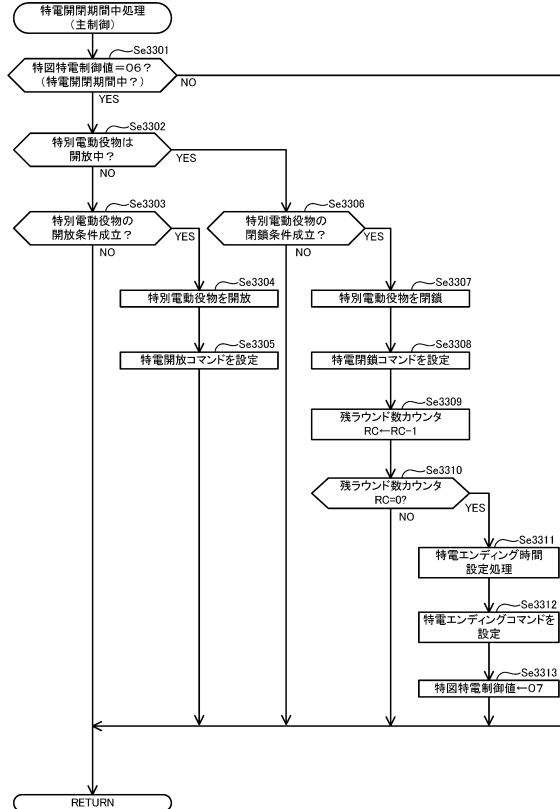 特電開閉期間中処理
(主制御)
Se3301
特図特電制御値=06?
(特電開閉期間中?)
NO
YES
Se3302
特別電動役物は
開放中?
YES
NO
Se3303
特別電動役物の
開放条件成立?
YES
NO
Se3306
特別電動役物の
閉鎖条件成立?
YES
NO
Se3304
特別電動役物を開放
Se3305
特電開放コマンドを設定
Se3307
特別電動役物を閉鎖
Se3308
特電閉鎖コマンドを設定
Se3309
残ラウンド数カウンタ
RC←RC-1
Se3310
残ラウンド数カウンタ
RC=0?
YES
NO
Se3311
特電エンディング時間
設定処理
Se3312
特電エンディングコマンドを
設定
Se3313
特図特電制御値←07
RETURN